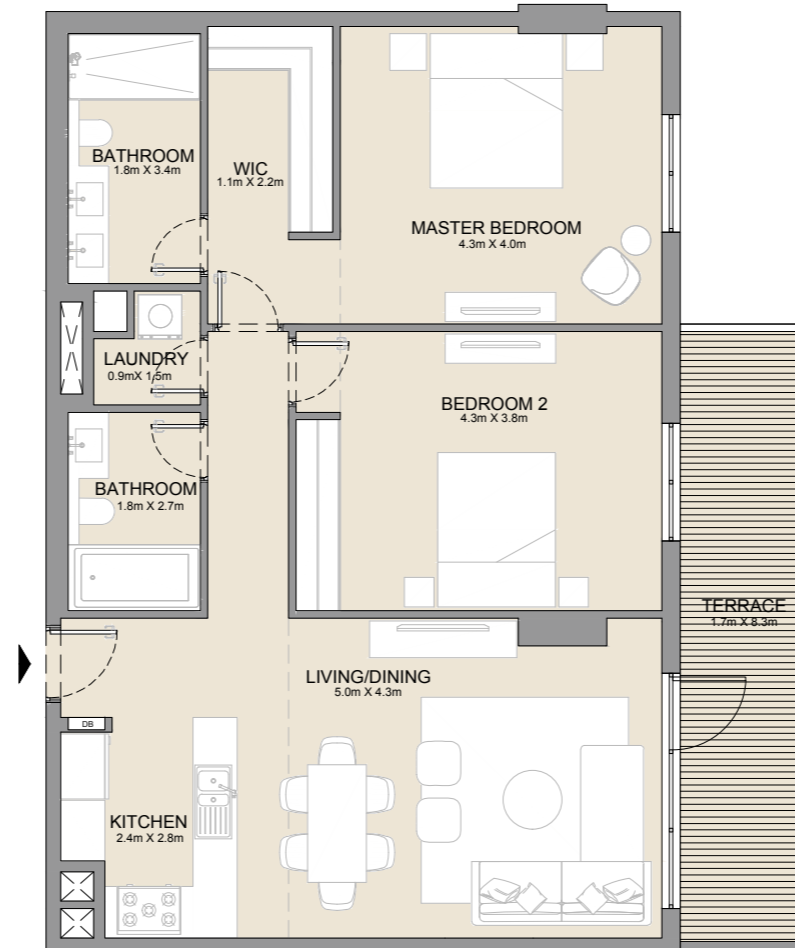 BATHROOM
1.8m X 3.4m
WIC
1.1m X 2.2m
MASTER BEDROOM
4.3m X 4.0m
LAUNDRY
0.9mX 1.5m
BEDROOM 2
4.3m X 3.8m
BATHROOM
1.8m X 2.7m
TERRACE
1.7m X 8.3m
LIVING/DINING
5.0m X 4.3m
DB
KITCHEN
2.4m X 2.8m